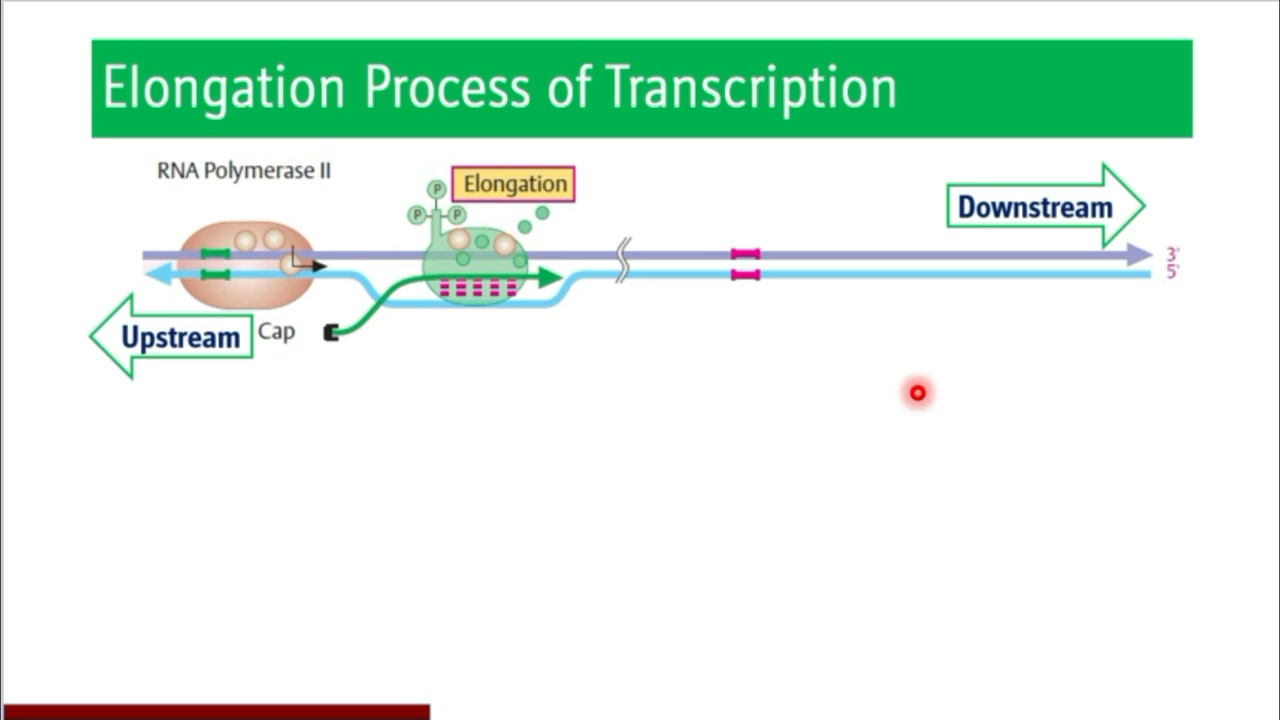 Elongation Process of Transcription
RNA Polymerase II
P
Elongation
P P
Downstream
3'
5'
Upstream
Cap